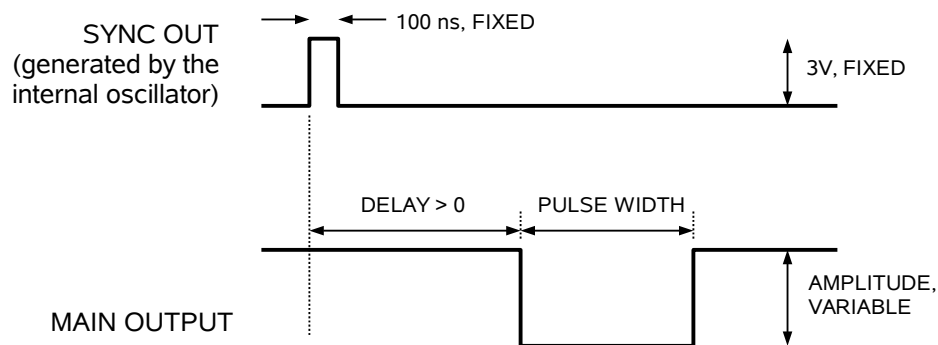 100 ns, FIXED
SYNC OUT
(generated by the
internal oscillator)
3V, FIXED
DELAY > 0
PULSE WIDTH
AMPLITUDE,
VARIABLE
MAIN OUTPUT